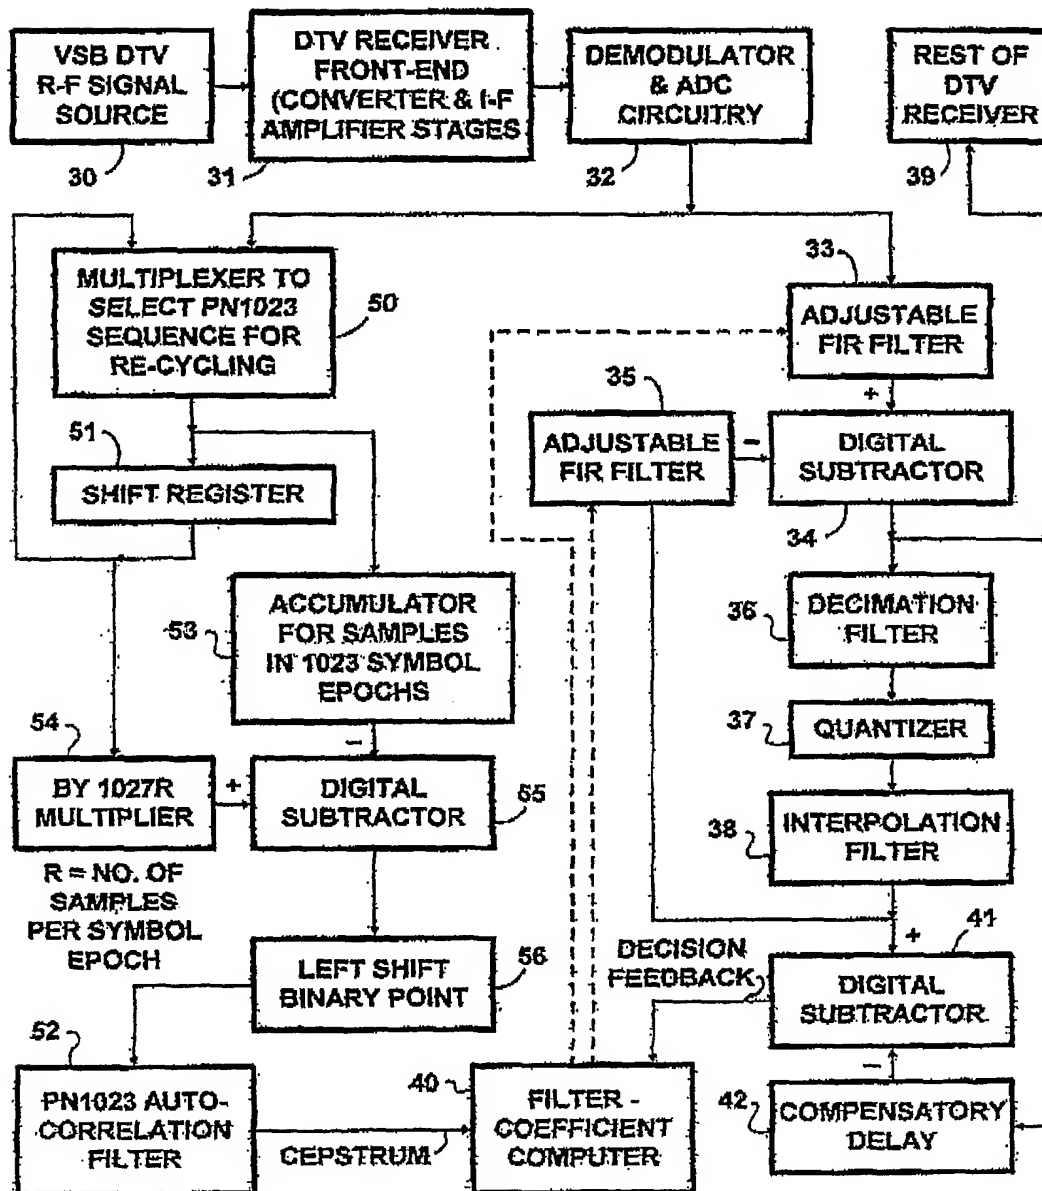 VSB DTV
R-F SIGNAL
SOURCE
30
DTV RECEIVER
FRONT-END
(CONVERTER & I-F
AMPLIFIER STAGES
31
DEMODULATOR
& ADC
CIRCUITRY
32
REST OF
DTV
RECEIVER
39
MULTIPLEXER TO
SELECT PN1023
SEQUENCE FOR
RE-CYCLING
50
33
ADJUSTABLE
FIR FILTER
+
35
ADJUSTABLE
FIR FILTER
–
DIGITAL
SUBTRACTOR
34
51
SHIFT REGISTER
53
ACCUMULATOR
FOR SAMPLES
IN 1023 SYMBOL
EPOCHS
–
36
DECIMATION
FILTER
37
QUANTIZER
38
INTERPOLATION
FILTER
+
54
BY 1027R
MULTIPLIER
+
DIGITAL
SUBTRACTOR
55
R = NO. OF
SAMPLES
PER SYMBOL
EPOCH
LEFT SHIFT
BINARY POINT
56
DECISION
FEEDBACK
41
DIGITAL
SUBTRACTOR
–
52
PN1023 AUTO-
CORRELATION
FILTER
CEPSTRUM
40
FILTER -
COEFFICIENT
COMPUTER
42
COMPENSATORY
DELAY